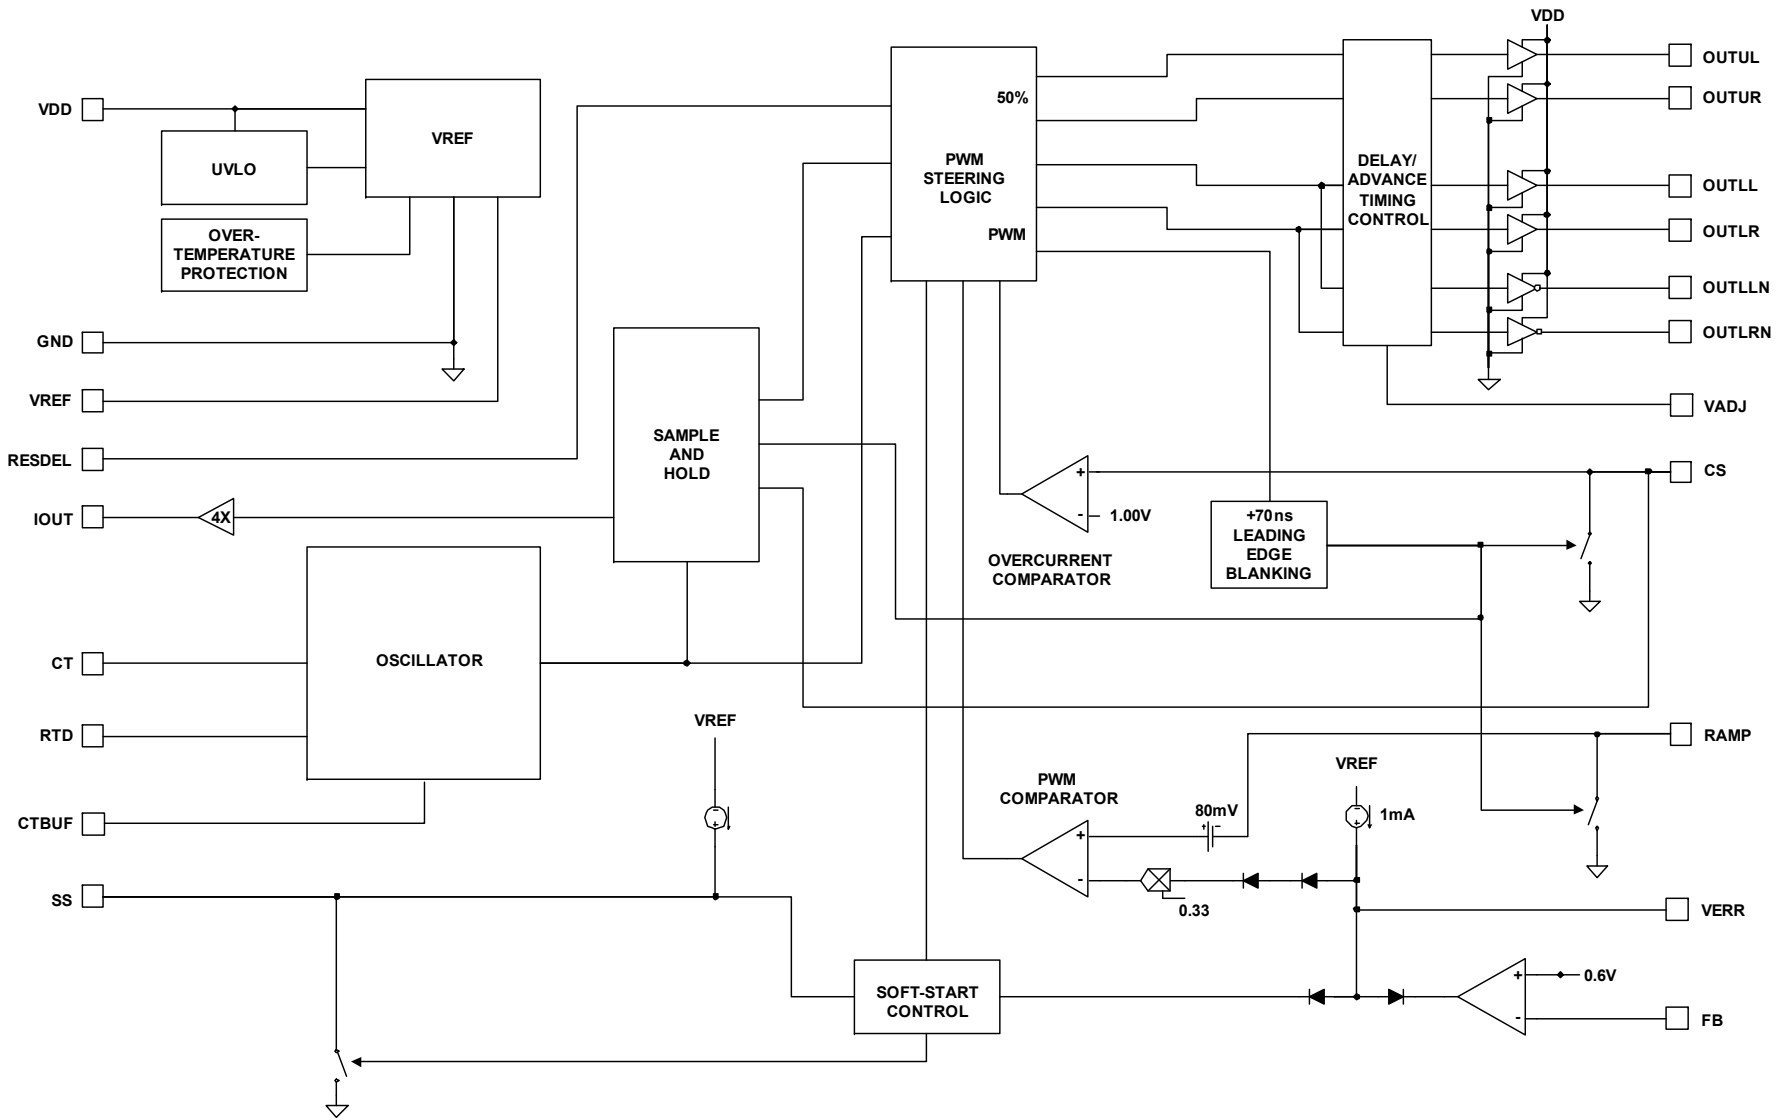 VDD
OUTUL
VDD
VREF
50%
OUTUR
UVLO
PWM
STEERING
LOGIC
DELAY/
ADVANCE
TIMING
CONTROL
OUTLL
OVER-
TEMPERATURE
PROTECTION
PWM
OUTLR
OUTLLN
GND
OUTLRN
VREF
VADJ
RESDEL
SAMPLE
AND
HOLD
+
-
1.00V
CS
IOUT
4X
OVERCURRENT
COMPARATOR
+70ns
LEADING
EDGE
BLANKING
CT
OSCILLATOR
RTD
VREF
RAMP
CTBUF
PWM
COMPARATOR
80mV
+
-
VREF
-
+
1mA
-
+
+
-
0.33
SS
VERR
SOFT-START
CONTROL
+
-
0.6V
FB